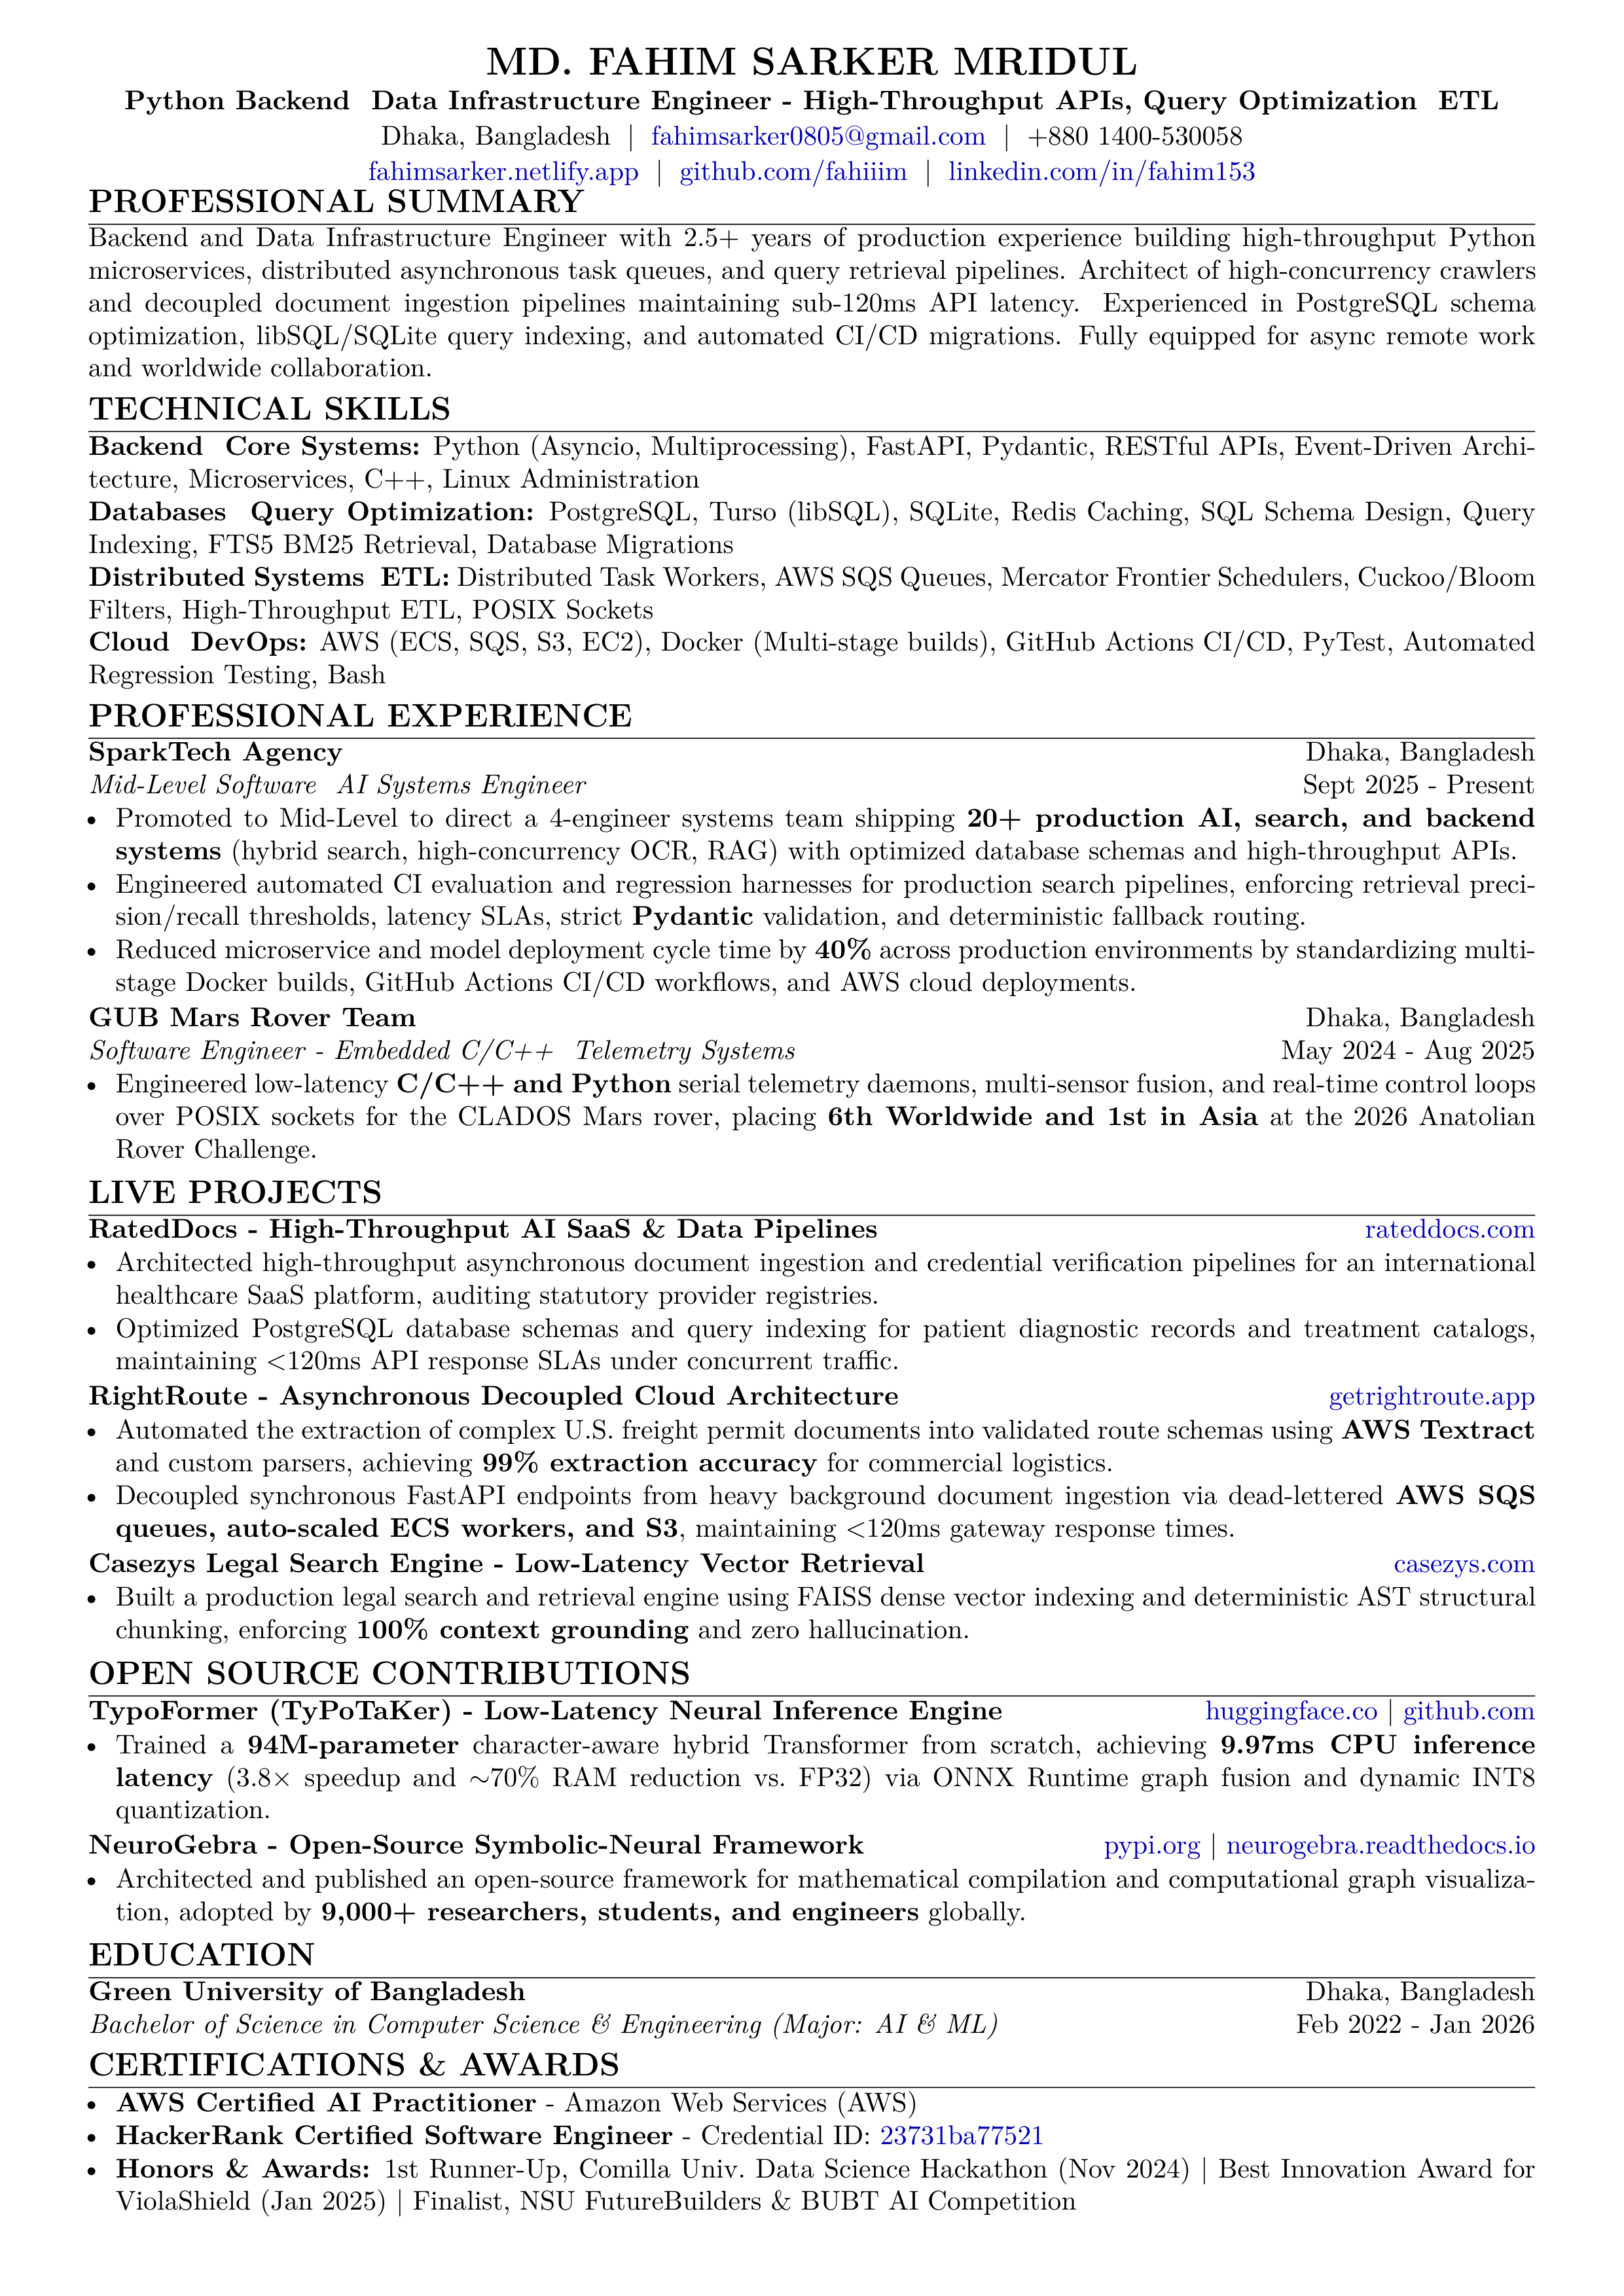 MD. FAHIM SARKER MRIDUL
Python Backend Data Infrastructure Engineer - High-Throughput APIs, Query Optimization ETL
Dhaka, Bangladesh | fahimsarker0805@gmail.com | +880 1400-530058
fahimsarker.netlify.app | github.com/fahiiim | linkedin.com/in/fahim153
PROFESSIONAL SUMMARY
Backend and Data Infrastructure Engineer with 2.5+ years of production experience building high-throughput Python
microservices, distributed asynchronous task queues, and query retrieval pipelines. Architect of high-concurrency crawlers
and decoupled document ingestion pipelines maintaining sub-120ms API latency. Experienced in PostgreSQL schema
optimization, libSQL/SQLite query indexing, and automated CI/CD migrations. Fully equipped for async remote work
and worldwide collaboration.
TECHNICAL SKILLS
Backend Core Systems: Python (Asyncio, Multiprocessing), FastAPI, Pydantic, RESTful APIs, Event-Driven Archi-
tecture, Microservices, C++, Linux Administration
Databases Query Optimization: PostgreSQL, Turso (libSQL), SQLite, Redis Caching, SQL Schema Design, Query
Indexing, FTS5 BM25 Retrieval, Database Migrations
Distributed Systems ETL: Distributed Task Workers, AWS SQS Queues, Mercator Frontier Schedulers, Cuckoo/Bloom
Filters, High-Throughput ETL, POSIX Sockets
Cloud DevOps: AWS (ECS, SQS, S3, EC2), Docker (Multi-stage builds), GitHub Actions CI/CD, PyTest, Automated
Regression Testing, Bash
PROFESSIONAL EXPERIENCE
SparkTech Agency Dhaka, Bangladesh
Mid-Level Software AI Systems Engineer Sept 2025 - Present
• Promoted to Mid-Level to direct a 4-engineer systems team shipping 20+ production AI, search, and backend
systems (hybrid search, high-concurrency OCR, RAG) with optimized database schemas and high-throughput APIs.
• Engineered automated CI evaluation and regression harnesses for production search pipelines, enforcing retrieval preci-
sion/recall thresholds, latency SLAs, strict Pydantic validation, and deterministic fallback routing.
• Reduced microservice and model deployment cycle time by 40% across production environments by standardizing multi-
stage Docker builds, GitHub Actions CI/CD workflows, and AWS cloud deployments.
GUB Mars Rover Team Dhaka, Bangladesh
Software Engineer - Embedded C/C++ Telemetry Systems May 2024 - Aug 2025
• Engineered low-latency C/C++ and Python serial telemetry daemons, multi-sensor fusion, and real-time control loops
over POSIX sockets for the CLADOS Mars rover, placing 6th Worldwide and 1st in Asia at the 2026 Anatolian
Rover Challenge.
LIVE PROJECTS
RatedDocs - High-Throughput AI SaaS & Data Pipelines rateddocs.com
• Architected high-throughput asynchronous document ingestion and credential verification pipelines for an international
healthcare SaaS platform, auditing statutory provider registries.
• Optimized PostgreSQL database schemas and query indexing for patient diagnostic records and treatment catalogs,
maintaining <120ms API response SLAs under concurrent traffic.
RightRoute - Asynchronous Decoupled Cloud Architecture getrightroute.app
• Automated the extraction of complex U.S. freight permit documents into validated route schemas using AWS Textract
and custom parsers, achieving 99% extraction accuracy for commercial logistics.
• Decoupled synchronous FastAPI endpoints from heavy background document ingestion via dead-lettered AWS SQS
queues, auto-scaled ECS workers, and S3, maintaining <120ms gateway response times.
Casezys Legal Search Engine - Low-Latency Vector Retrieval casezys.com
• Built a production legal search and retrieval engine using FAISS dense vector indexing and deterministic AST structural
chunking, enforcing 100% context grounding and zero hallucination.
OPEN SOURCE CONTRIBUTIONS
TypoFormer (TyPoTaKer) - Low-Latency Neural Inference Engine huggingface.co | github.com
• Trained a 94M-parameter character-aware hybrid Transformer from scratch, achieving 9.97ms CPU inference
latency (3.8× speedup and ~70% RAM reduction vs. FP32) via ONNX Runtime graph fusion and dynamic INT8
quantization.
NeuroGebra - Open-Source Symbolic-Neural Framework pypi.org | neurogebra.readthedocs.io
• Architected and published an open-source framework for mathematical compilation and computational graph visualiza-
tion, adopted by 9,000+ researchers, students, and engineers globally.
EDUCATION
Green University of Bangladesh Dhaka, Bangladesh
Bachelor of Science in Computer Science & Engineering (Major: AI & ML) Feb 2022 - Jan 2026
CERTIFICATIONS & AWARDS
• AWS Certified AI Practitioner - Amazon Web Services (AWS)
• HackerRank Certified Software Engineer - Credential ID: 23731ba77521
• Honors & Awards: 1st Runner-Up, Comilla Univ. Data Science Hackathon (Nov 2024) | Best Innovation Award for
ViolaShield (Jan 2025) | Finalist, NSU FutureBuilders & BUBT AI Competition